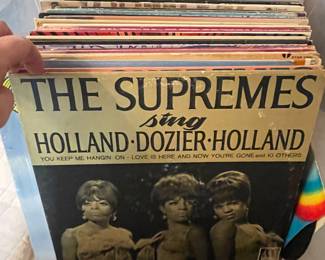 THE SUPREMES
sing
HOLLAND·DOZIER·HOLLAND
YOU KEEP ME HANGIN' ON - LOVE IS HERE AND NOW YOU'RE GONE and 10 OTHERS